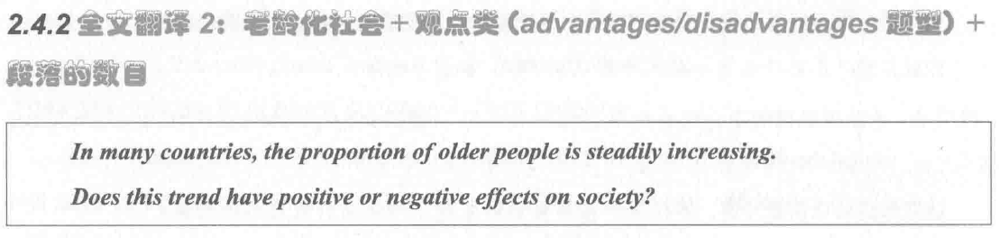 2.4.2 全文翻译 2：老龄化社会＋观点类（advantages/disadvantages 题型）＋
段落的数目
In many countries, the proportion of older people is steadily increasing.
Does this trend have positive or negative effects on society?